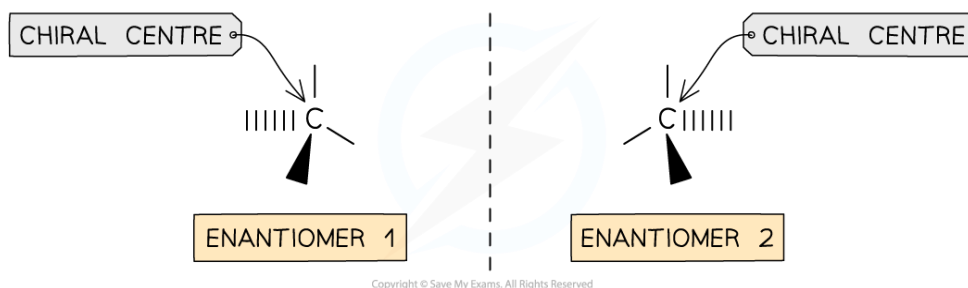 CHIRAL CENTRE
CHIRAL CENTRE
C
C
ENANTIOMER 1
ENANTIOMER 2
Copyright © Save My Exams. All Rights Reserved